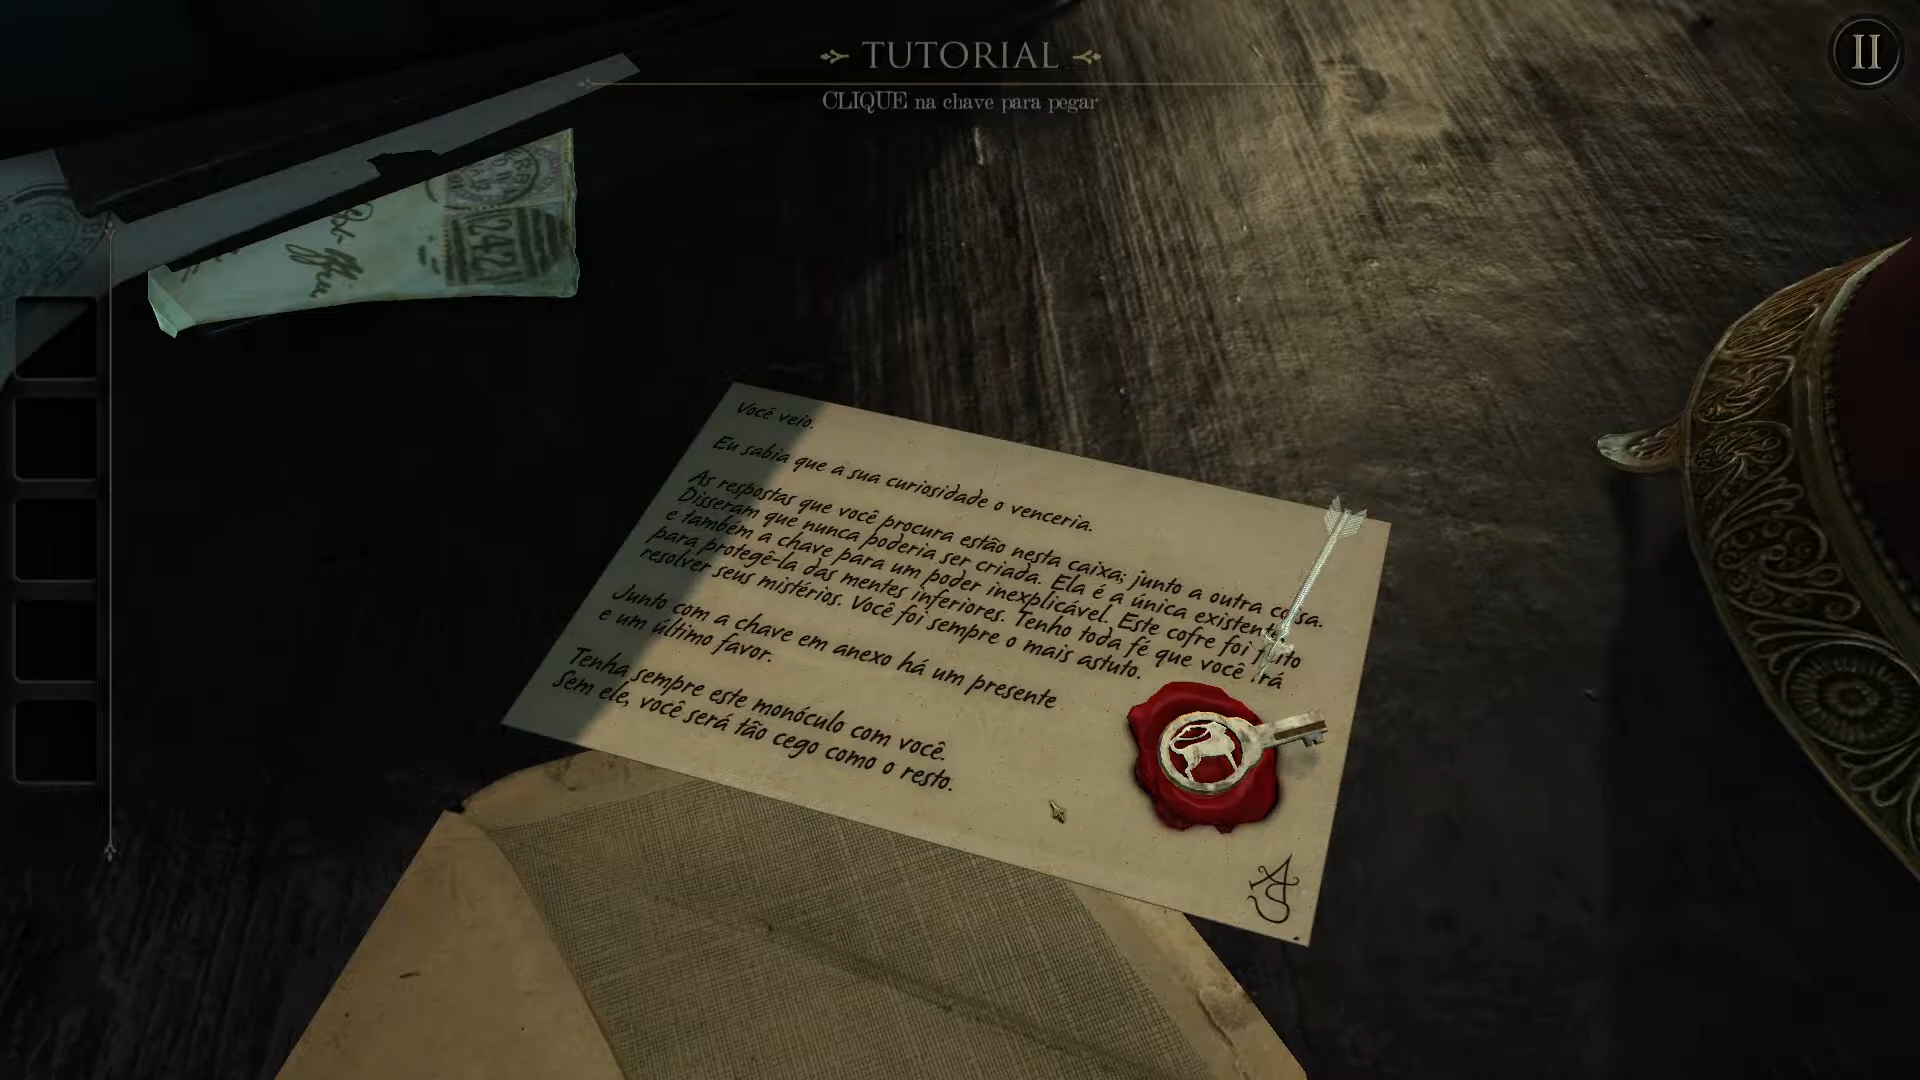 TUTORIAL
CLIQUE na chave para pegar
Você veio.
Eu sabia que a sua curiosidade o venceria.
As respostas que você procura estão nesta caixa; junto a outra coisa.
Disseram que nunca poderia ser criada. Ela é a única existente
e também a chave para um poder inexplicável. Este cofre foi feito
para protegê-la das mentes inferiores. Tenho toda fé que você irá
resolver seus mistérios. Você foi sempre o mais astuto.
Junto com a chave em anexo há um presente
e um último favor.
Tenha sempre este monóculo com você.
Sem ele, você será tão cego como o resto.